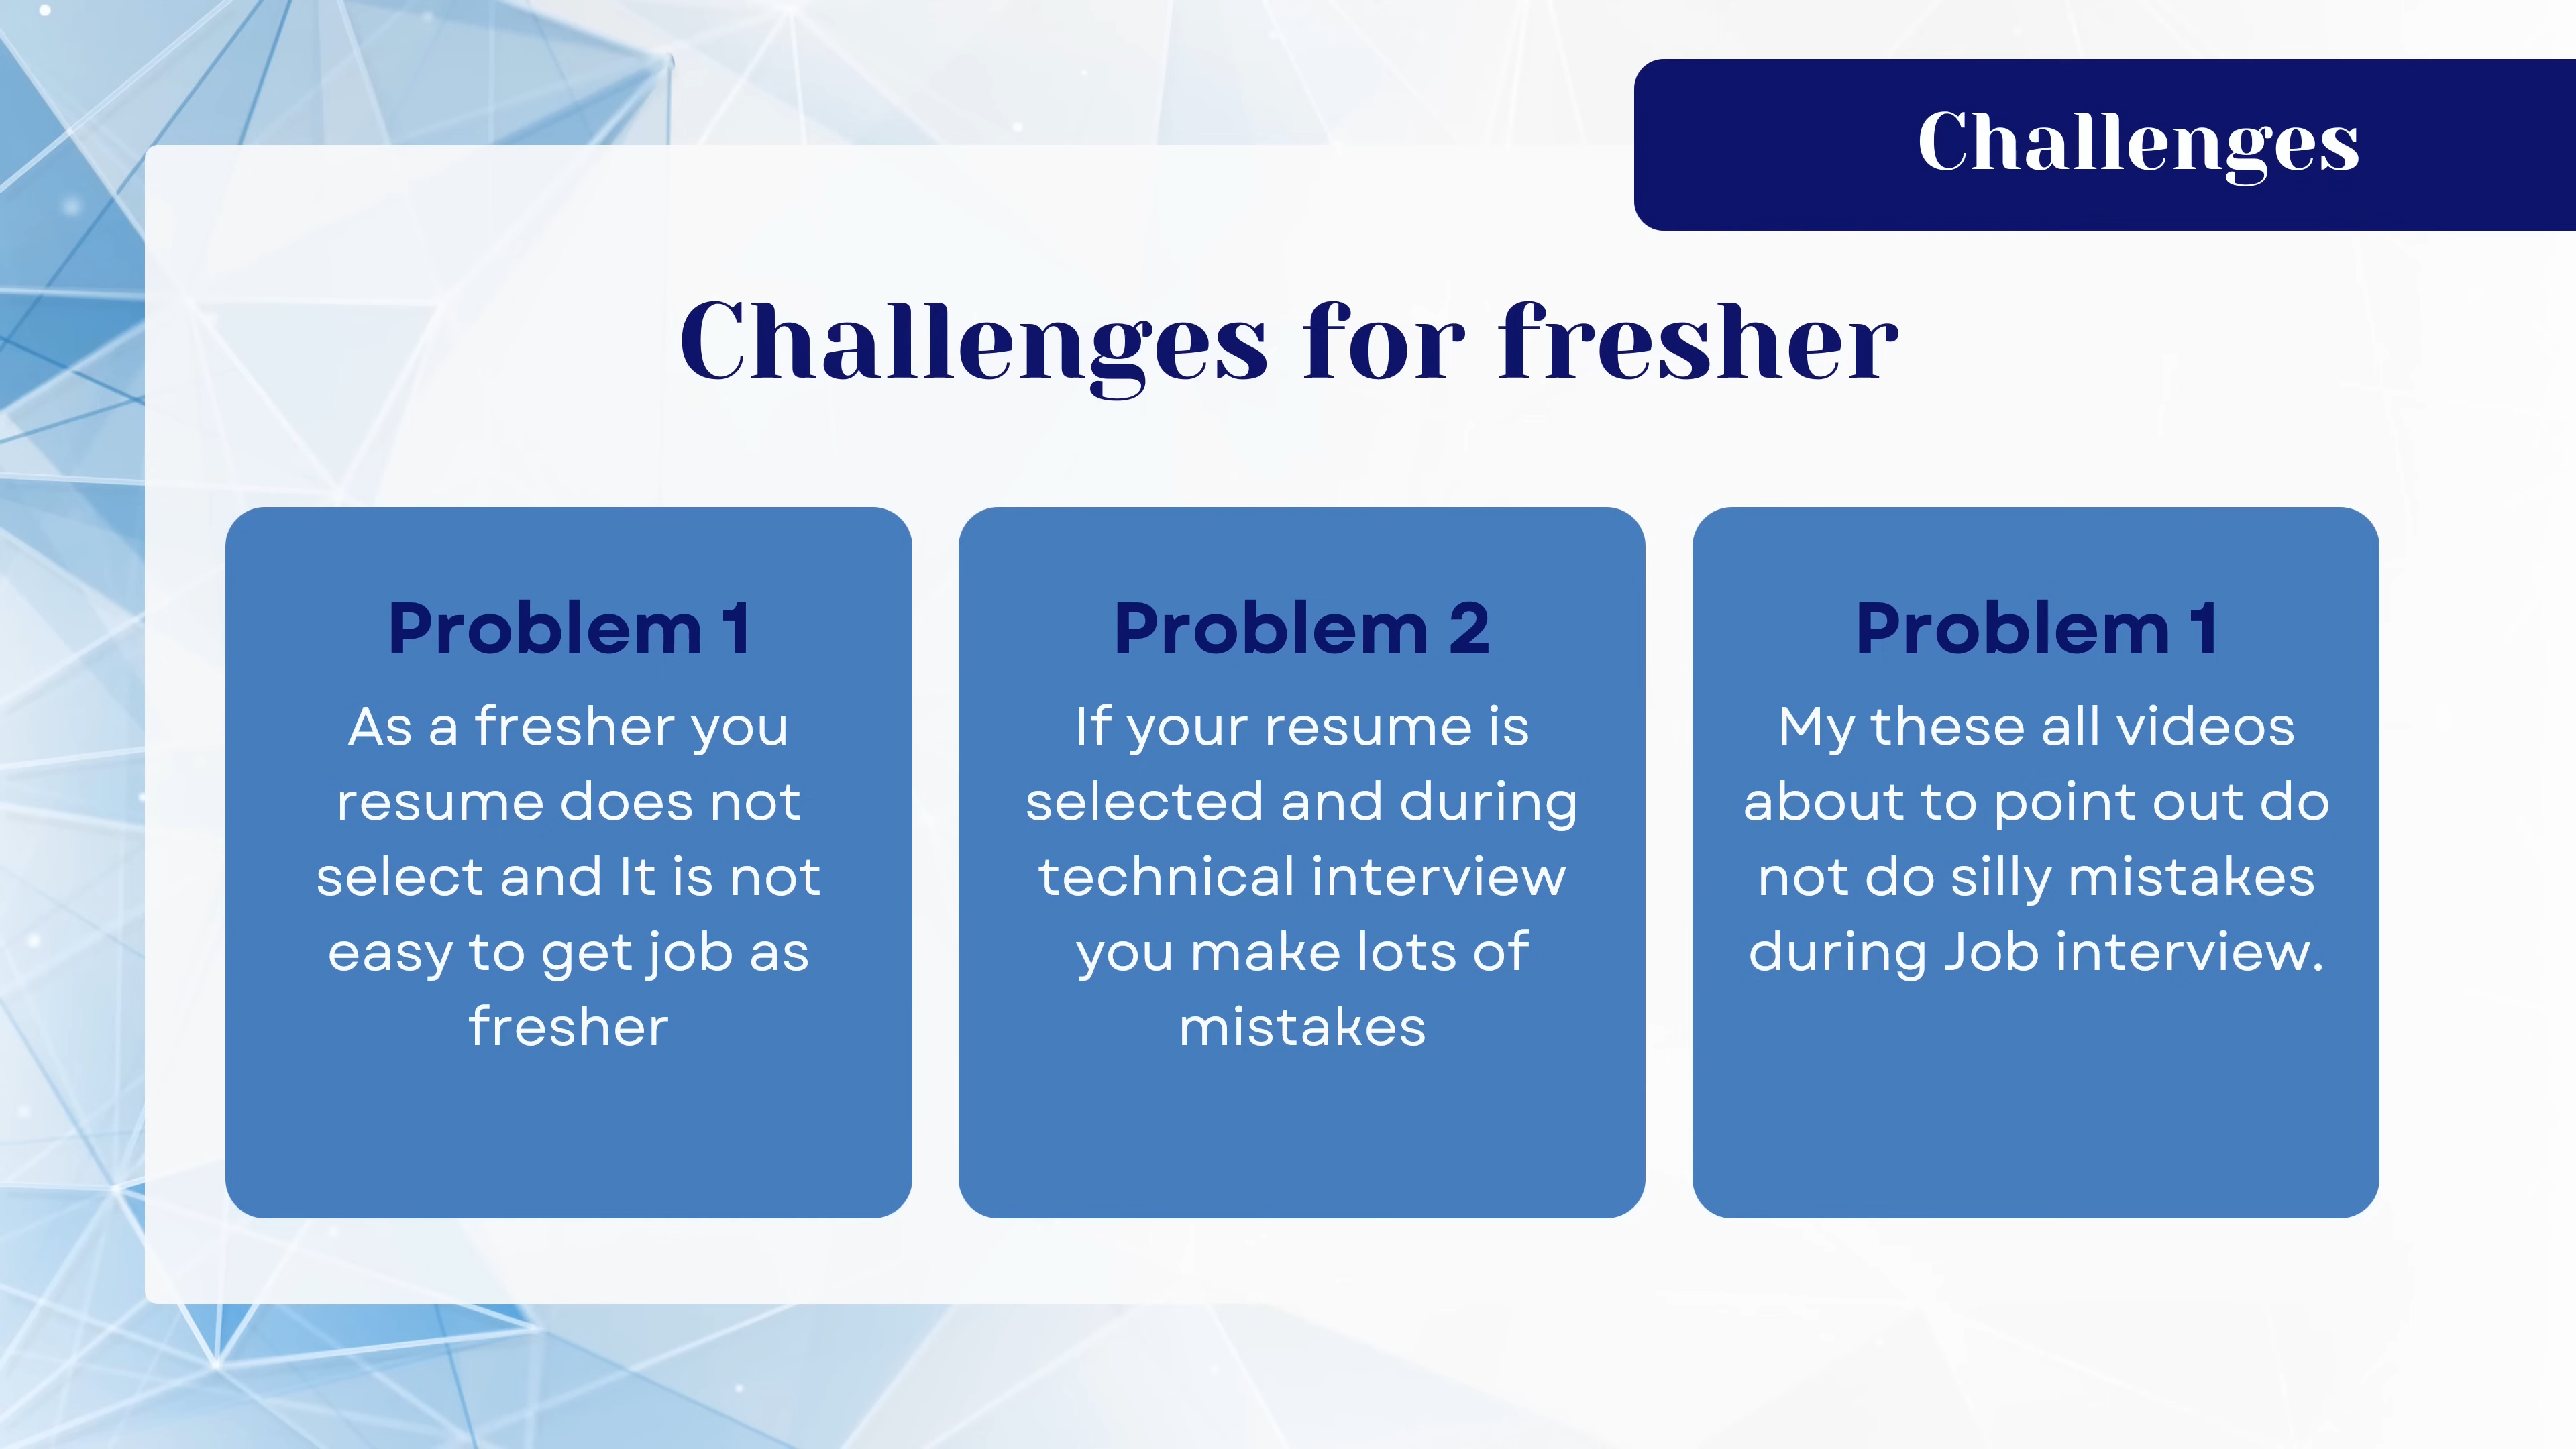 Challenges
Challenges for fresher
Problem 1
As a fresher you
resume does not
select and It is not
easy to get job as
fresher
Problem 2
If your resume is
selected and during
technical interview
you make lots of
mistakes
Problem 1
My these all videos
about to point out do
not do silly mistakes
during Job interview.